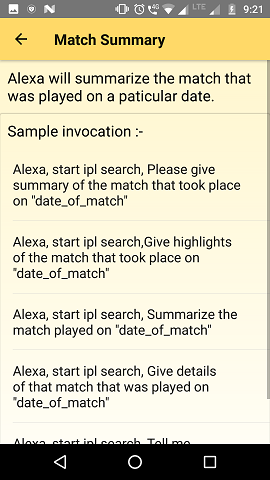 LTE 9:21
Match Summary
Alexa will summarize the match that
was played on a paticular date.
Sample invocation :-
Alexa, start ipl search, Please give
summary of the match that took place
on "date_of_match"
Alexa, start ipl search,Give highlights
of the match that took place on
"date_of_match"
Alexa, start ipl search, Summarize the
match played on "date_of_match"
Alexa, start ipl search, Give details
of that match that was played on
"date_of_match"
Alexa, start ipl search, Tell me